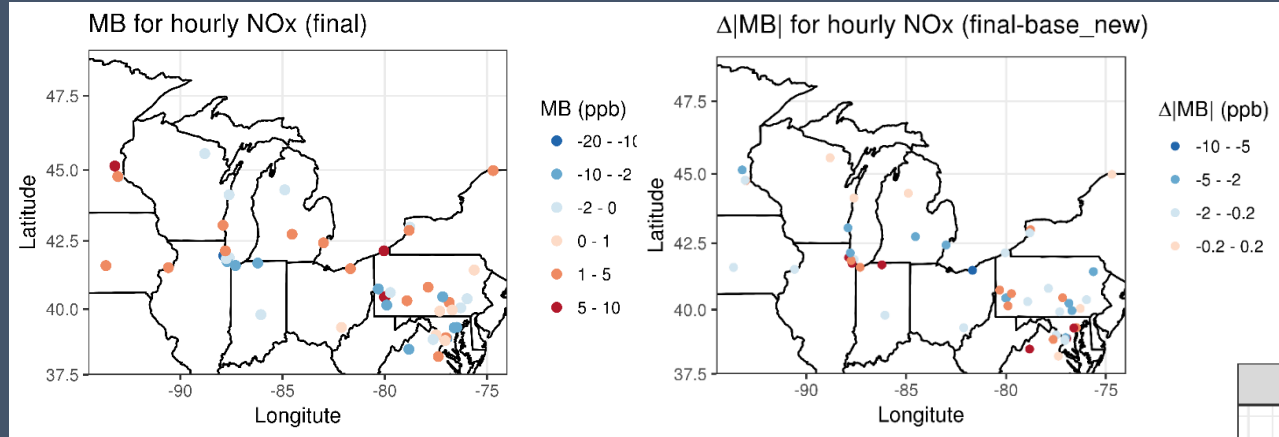 MB for hourly NOx (final)
47.5
45.0
42.5
40.0
37.5
Latitude
-90
-85
-80
-75
Longitute
MB (ppb)
-20 - -10
-10 - -2
-2 - 0
0 - 1
1 - 5
5 - 10
Δ|MB| for hourly NOx (final-base_new)
47.5
45.0
42.5
40.0
37.5
Latitude
-90
-85
-80
-75
Longitute
Δ|MB| (ppb)
-10 - -5
-5 - -2
-2 - -0.2
-0.2 - 0.2